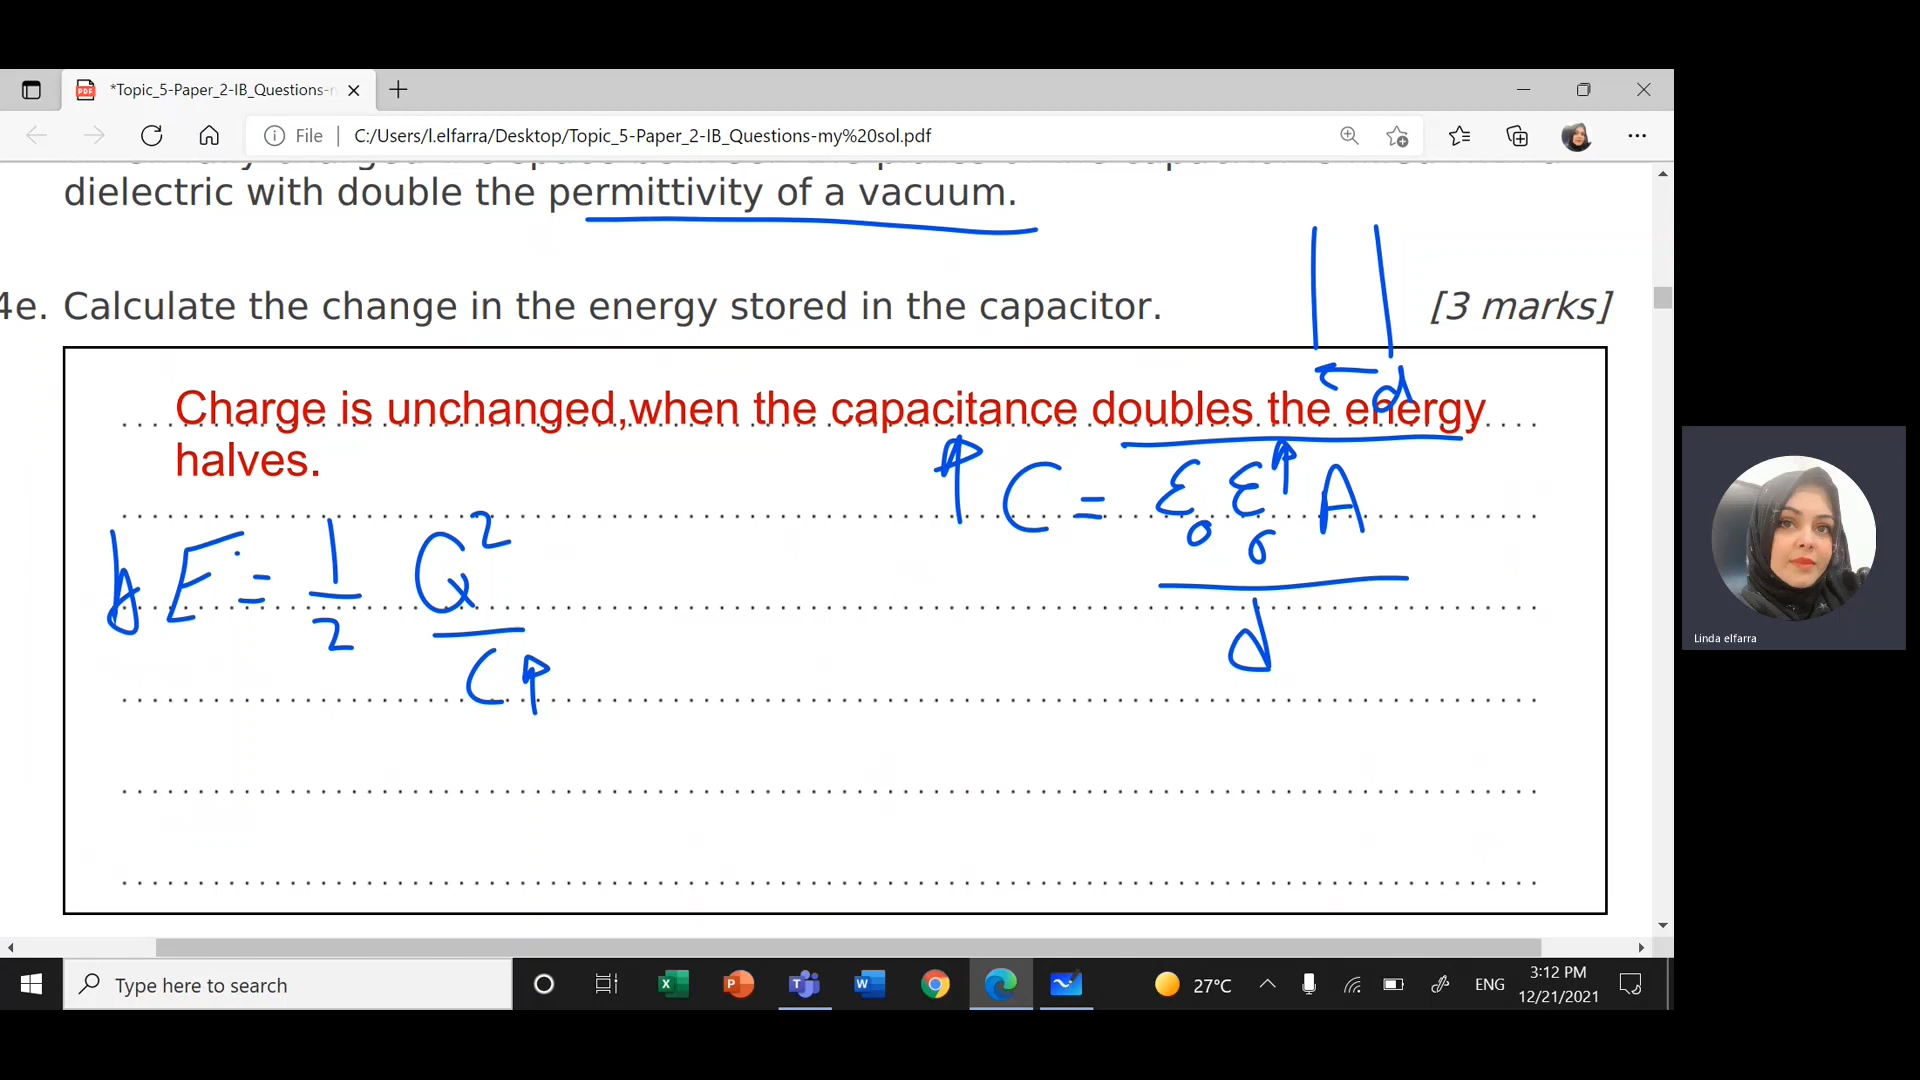 *Topic_5-Paper_2-IB_Questions-
File | C:/Users/l.elfarra/Desktop/Topic_5-Paper_2-IB_Questions-my%20sol.pdf
dielectric with double the permittivity of a vacuum.
4e. Calculate the change in the energy stored in the capacitor. [3 marks]
d
Charge is unchanged,when the capacitance doubles the energy
halves.
C = ε₀ εᵣ A
d
E = 1/2 Q²
C
Linda elfarra
Type here to search
27°C
ENG
3:12 PM
12/21/2021